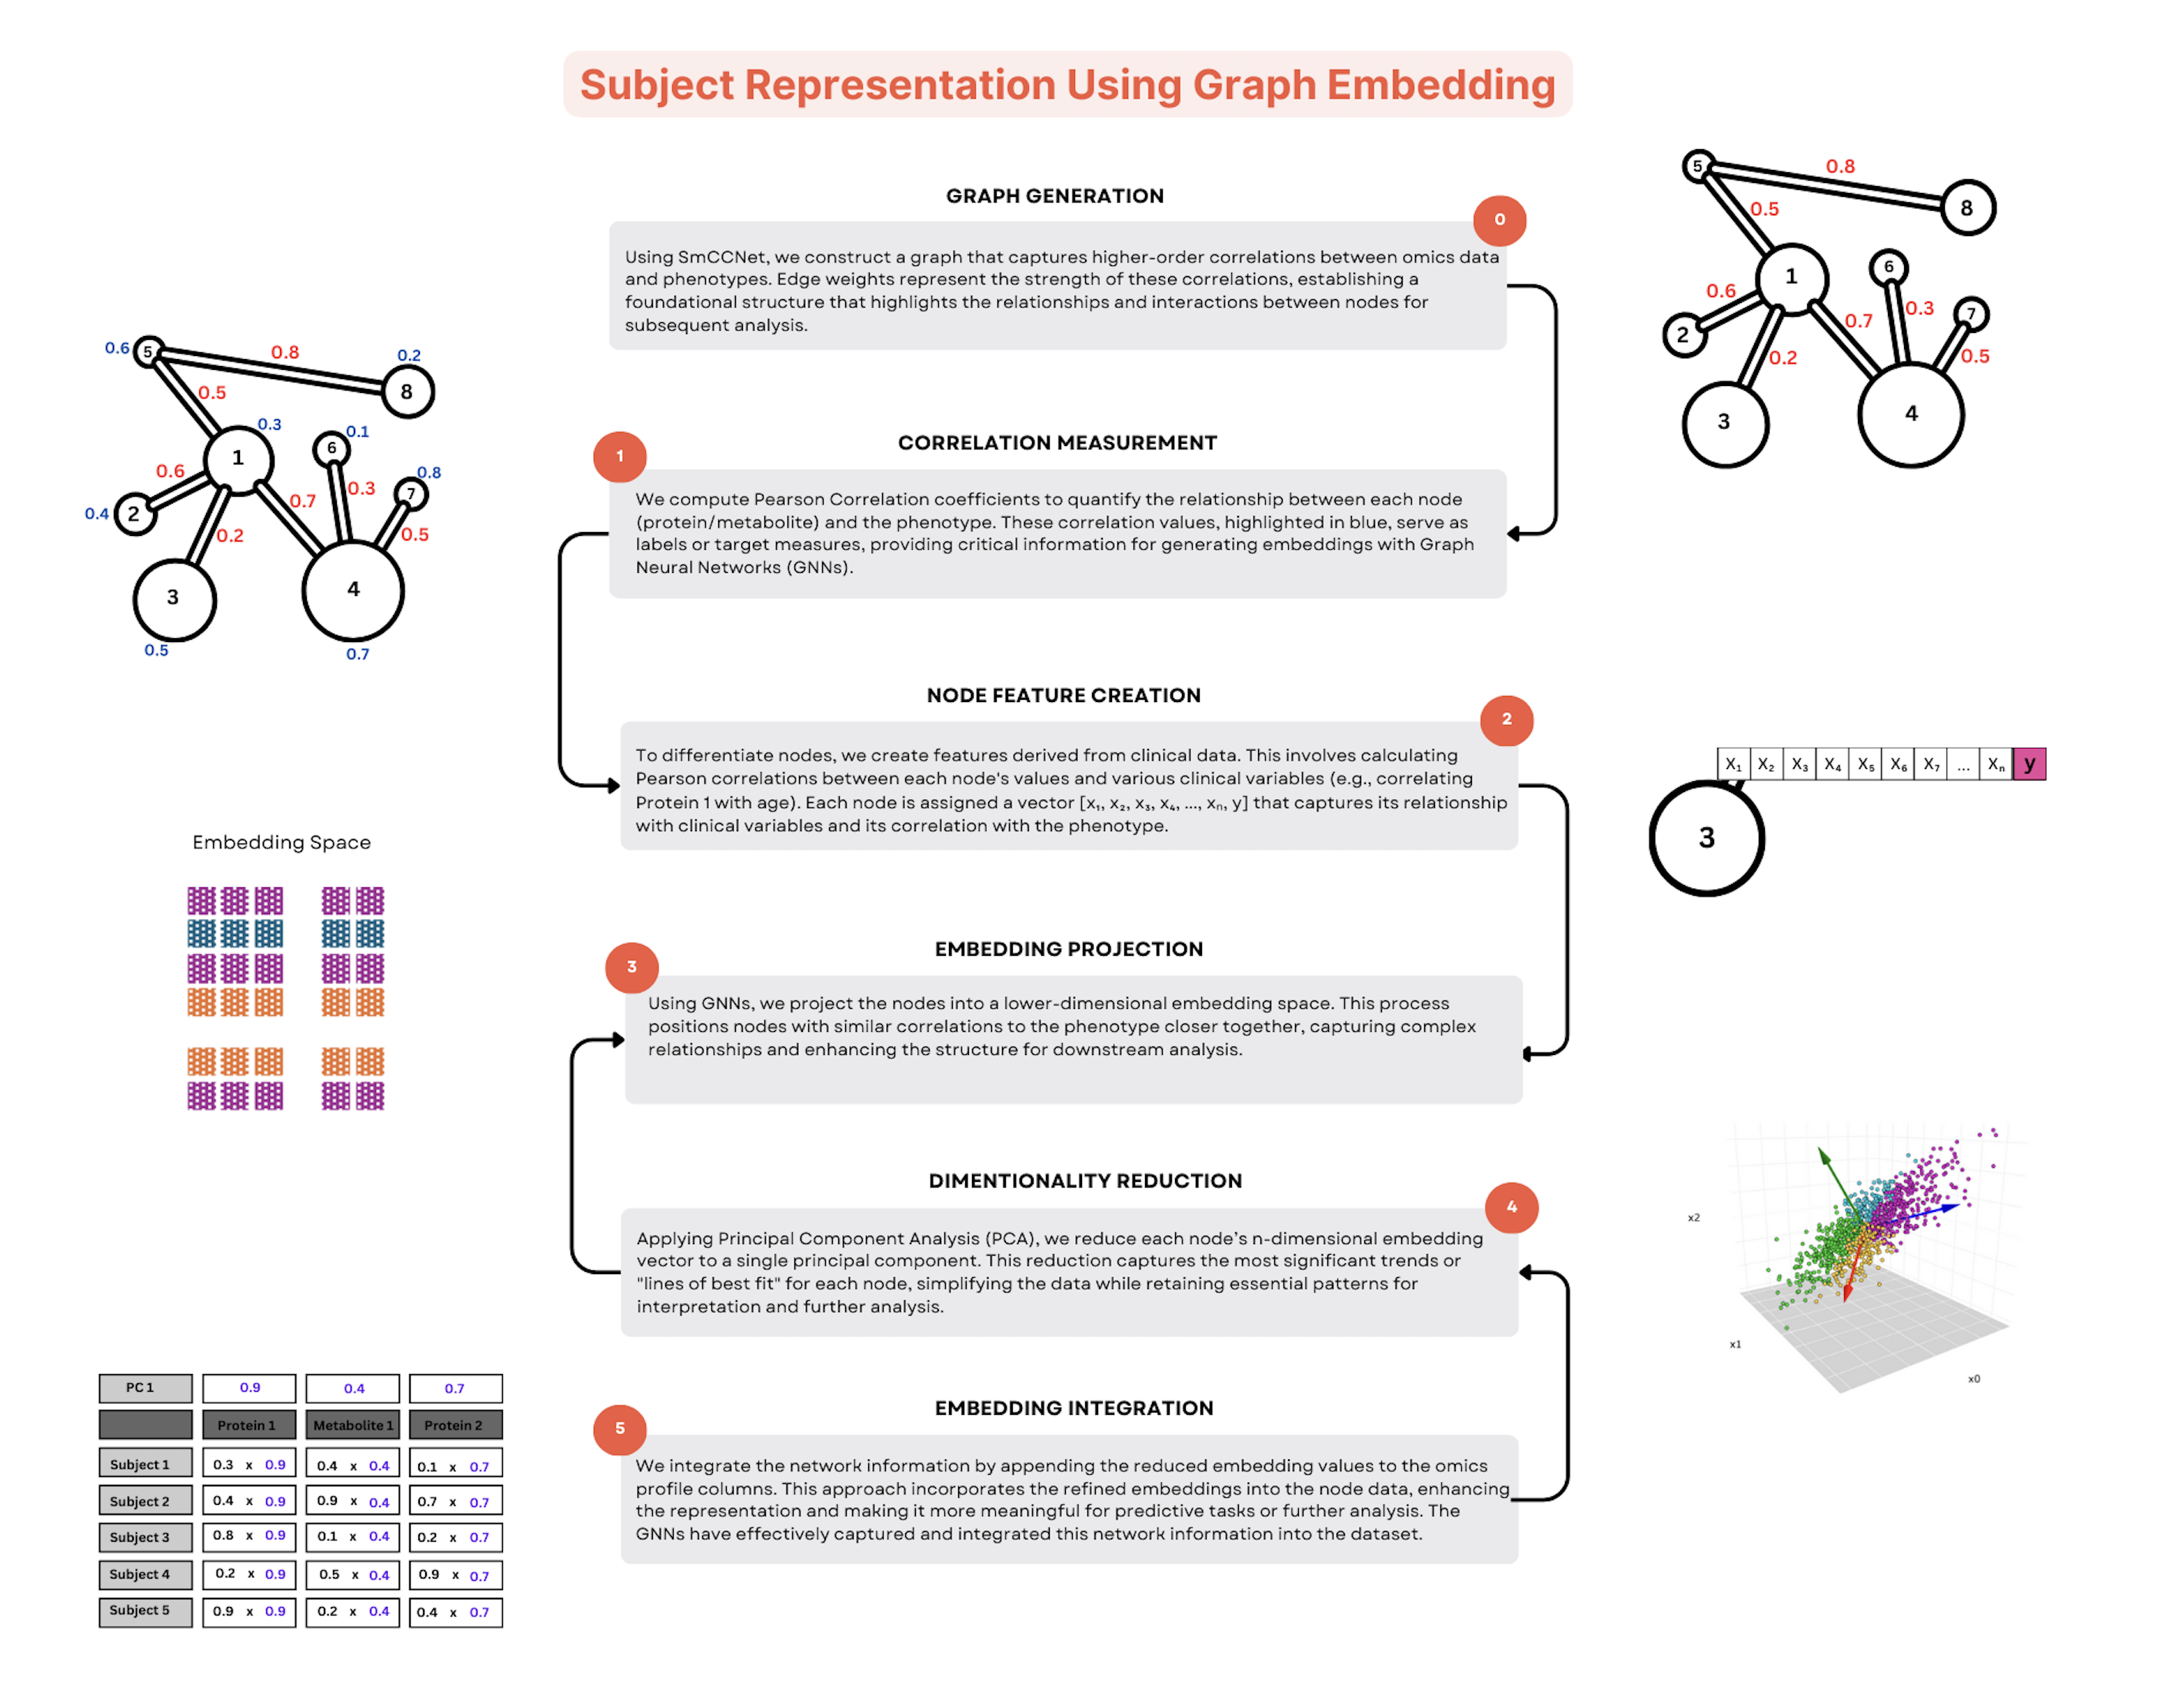 Subject Representation Using Graph Embedding
GRAPH GENERATION
0
Using SmCCNet, we construct a graph that captures higher-order correlations between omics data
and phenotypes. Edge weights represent the strength of these correlations, establishing a
foundational structure that highlights the relationships and interactions between nodes for
subsequent analysis.
5
0.8
8
0.5
1
6
0.6
0.3
7
2
0.7
0.2
0.5
3
4
CORRELATION MEASUREMENT
1
We compute Pearson Correlation coefficients to quantify the relationship between each node
(protein/metabolite) and the phenotype. These correlation values, highlighted in blue, serve as
labels or target measures, providing critical information for generating embeddings with Graph
Neural Networks (GNNs).
0.6
5
0.8
0.2
8
0.5
0.3
1
6
0.1
0.6
0.3
0.8
7
0.4
2
0.7
0.2
0.5
3
4
0.5
0.7
NODE FEATURE CREATION
2
To differentiate nodes, we create features derived from clinical data. This involves calculating
Pearson correlations between each node's values and various clinical variables (e.g., correlating
Protein 1 with age). Each node is assigned a vector [x₁, x₂, x₃, x₄, ..., xₙ, y] that captures its relationship
with clinical variables and its correlation with the phenotype.
X₁ X₂ X₃ X₄ X₅ X₆ X₇ ... Xₙ y
3
Embedding Space
EMBEDDING PROJECTION
3
Using GNNs, we project the nodes into a lower-dimensional embedding space. This process
positions nodes with similar correlations to the phenotype closer together, capturing complex
relationships and enhancing the structure for downstream analysis.
DIMENTIONALITY REDUCTION
4
Applying Principal Component Analysis (PCA), we reduce each node's n-dimensional embedding
vector to a single principal component. This reduction captures the most significant trends or
"lines of best fit" for each node, simplifying the data while retaining essential patterns for
interpretation and further analysis.
x2
x1
x0
EMBEDDING INTEGRATION
5
We integrate the network information by appending the reduced embedding values to the omics
profile columns. This approach incorporates the refined embeddings into the node data, enhancing
the representation and making it more meaningful for predictive tasks or further analysis. The
GNNs have effectively captured and integrated this network information into the dataset.
PC 1 0.9 0.4 0.7
Protein 1 Metabolite 1 Protein 2
Subject 1 0.3 x 0.9 0.4 x 0.4 0.1 x 0.7
Subject 2 0.4 x 0.9 0.9 x 0.4 0.7 x 0.7
Subject 3 0.8 x 0.9 0.1 x 0.4 0.2 x 0.7
Subject 4 0.2 x 0.9 0.5 x 0.4 0.9 x 0.7
Subject 5 0.9 x 0.9 0.2 x 0.4 0.4 x 0.7